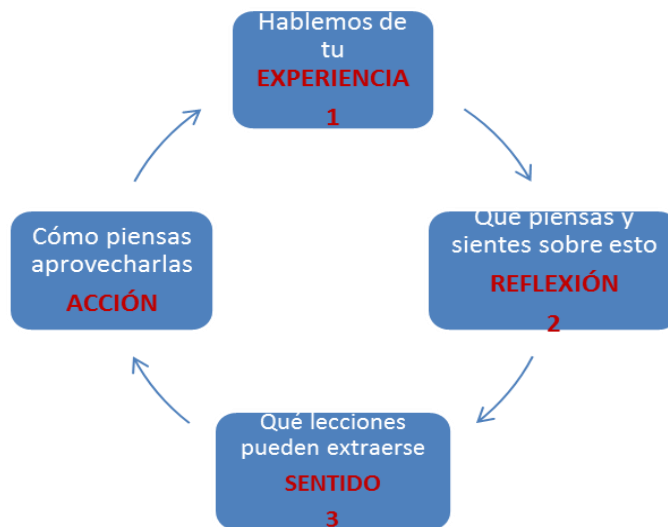 Hablemos de
tu
EXPERIENCIA
1
Que piensas y
sientes sobre esto
REFLEXIÓN
2
Qué lecciones
pueden extraerse
SENTIDO
3
Cómo piensas
aprovecharlas
ACCIÓN